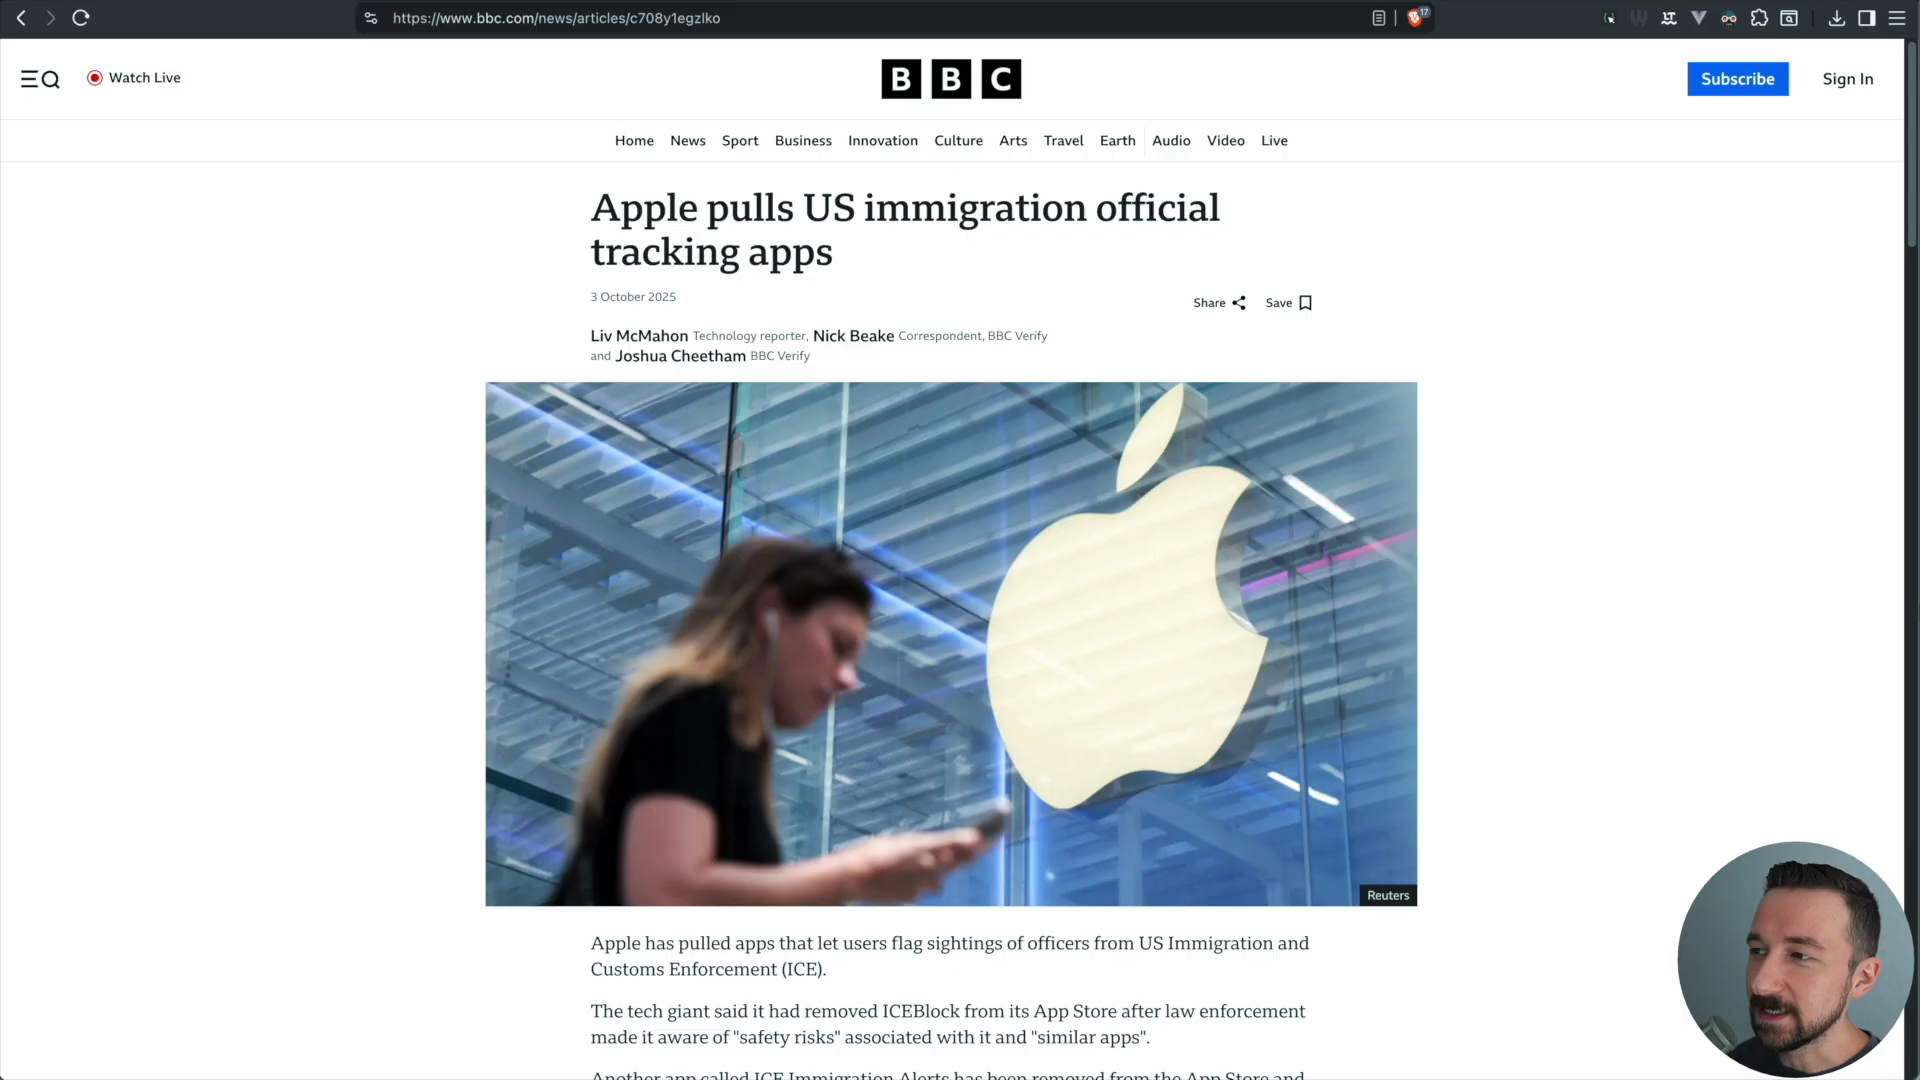 https://www.bbc.com/news/articles/c708y1egzlko
17
Watch Live
BBC
Subscribe
Sign In
Home News Sport Business Innovation Culture Arts Travel Earth Audio Video Live
Apple pulls US immigration official
tracking apps
3 October 2025
Share
Save
Liv McMahon Technology reporter, Nick Beake Correspondent, BBC Verify
and Joshua Cheetham BBC Verify
Reuters
Apple has pulled apps that let users flag sightings of officers from US Immigration and
Customs Enforcement (ICE).
The tech giant said it had removed ICEBlock from its App Store after law enforcement
made it aware of "safety risks" associated with it and "similar apps".
Another app called ICE Immigration Alerts has been removed from the App Store and